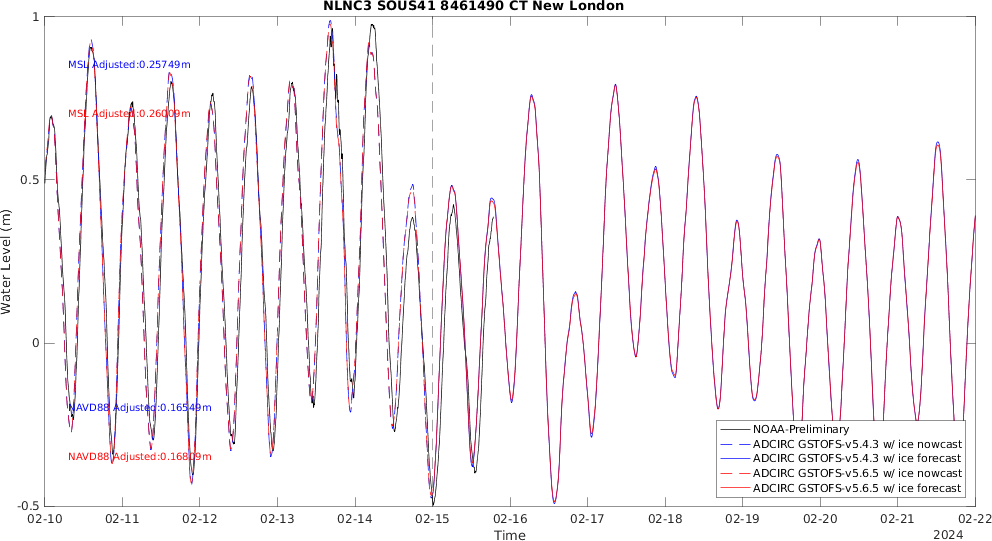 NLNC3 SOUS41 8461490 CT New London
1
0.5
0
-0.5
Water Level (m)
MSL Adjusted:0.25749m
MSL Adjusted:0.26009m
NAVD88 Adjusted:0.16549m
NAVD88 Adjusted:0.16809m
NOAA-Preliminary
ADCIRC GSTOFS-v5.4.3 w/ ice nowcast
ADCIRC GSTOFS-v5.4.3 w/ ice forecast
ADCIRC GSTOFS-v5.6.5 w/ ice nowcast
ADCIRC GSTOFS-v5.6.5 w/ ice forecast
02-10 02-11 02-12 02-13 02-14 02-15 02-16 02-17 02-18 02-19 02-20 02-21 02-22
Time
2024